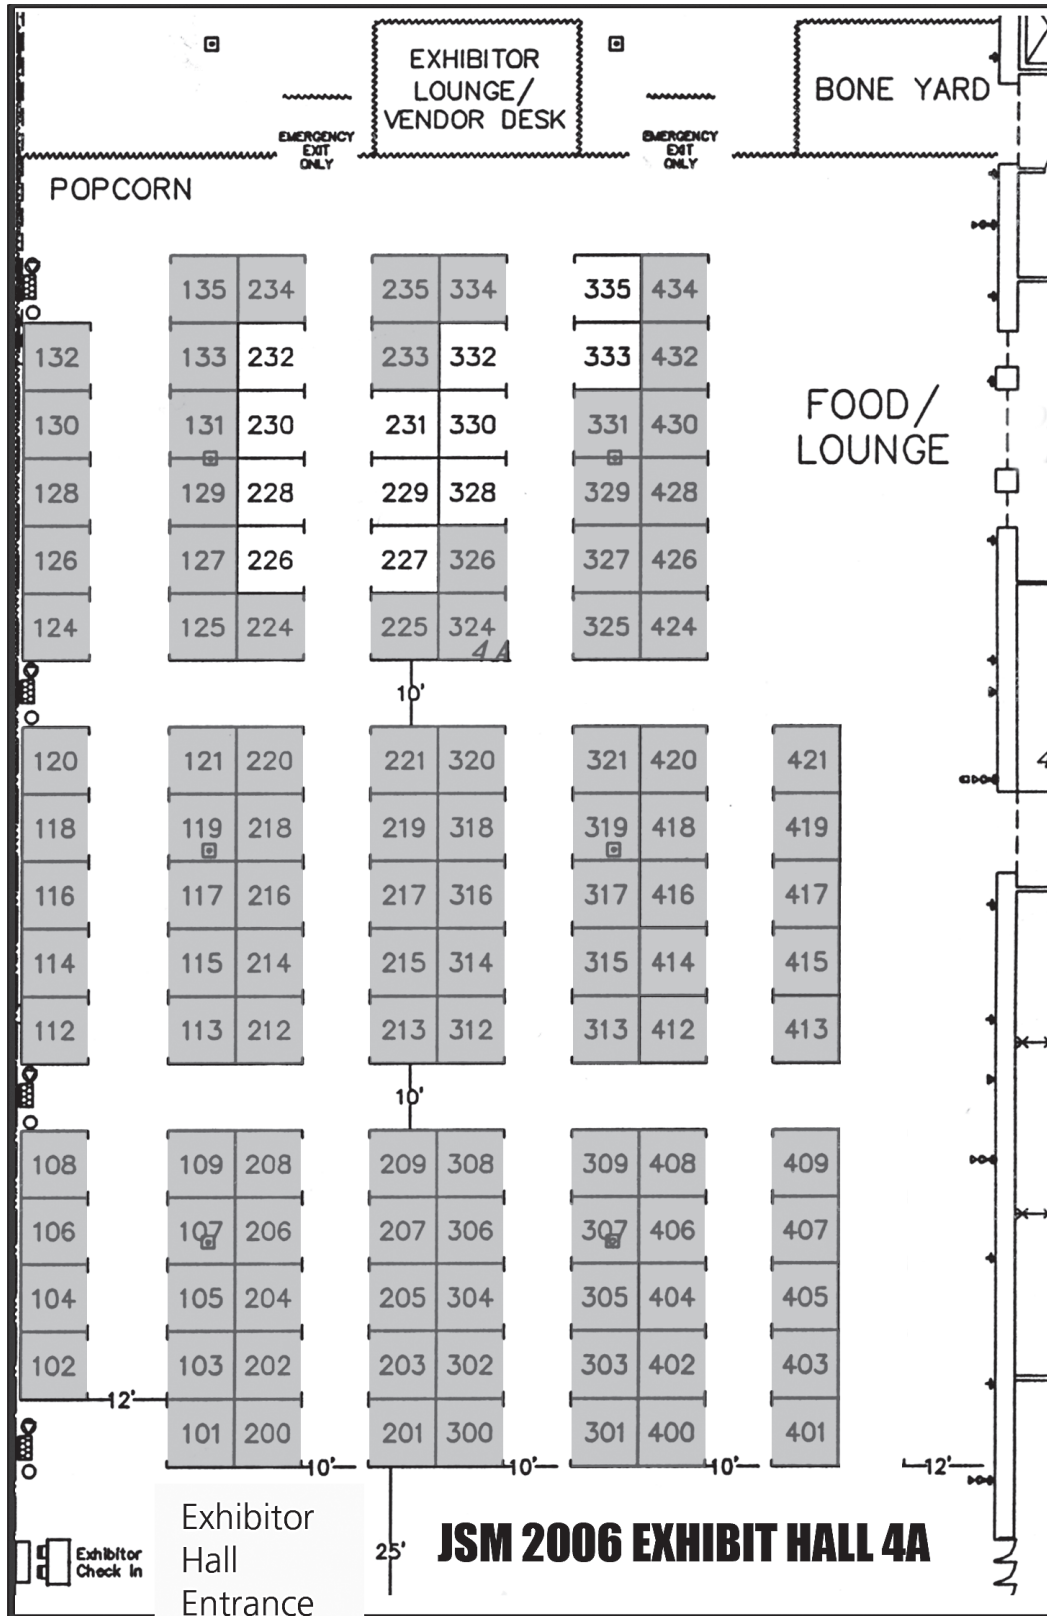 EXHIBITOR
LOUNGE/
VENDOR DESK
BONE YARD
EMERGENCY
EXIT
ONLY
EMERGENCY
EXIT
ONLY
POPCORN
135 234 235 334 335 434
132 133 232 233 332 333 432
130 131 230 231 330 331 430
FOOD/
LOUNGE
128 129 228 229 328 329 428
126 127 226 227 326 327 426
124 125 224 225 324 325 424
4A
10'
120 121 220 221 320 321 420 421
4
118 119 218 219 318 319 418 419
116 117 216 217 316 317 416 417
114 115 214 215 314 315 414 415
112 113 212 213 312 313 412 413
10'
108 109 208 209 308 309 408 409
106 107 206 207 306 307 406 407
104 105 204 205 304 305 404 405
102 103 202 203 302 303 402 403
12'
101 200 201 300 301 400 401
10' 10' 10' 12'
Exhibitor
Hall
Entrance
25'
JSM 2006 EXHIBIT HALL 4A
Exhibitor
Check In